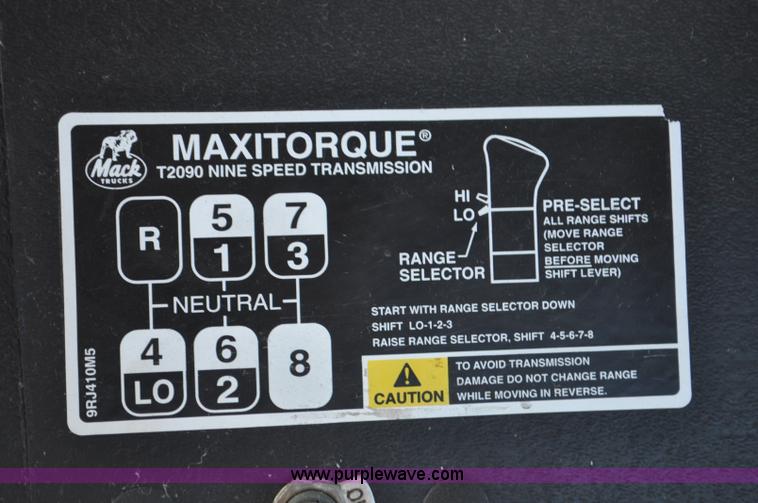 Mack
TRUCKS
MAXITORQUE®
T2090 NINE SPEED TRANSMISSION
R
5
1
7
3
NEUTRAL
4
LO
6
2
8
HI
LO
RANGE
SELECTOR
PRE-SELECT
ALL RANGE SHIFTS
(MOVE RANGE
SELECTOR
BEFORE MOVING
SHIFT LEVER)
START WITH RANGE SELECTOR DOWN
SHIFT LO-1-2-3
RAISE RANGE SELECTOR, SHIFT 4-5-6-7-8
CAUTION
TO AVOID TRANSMISSION
DAMAGE DO NOT CHANGE RANGE
WHILE MOVING IN REVERSE.
9RJ410M5
www.purplewave.com